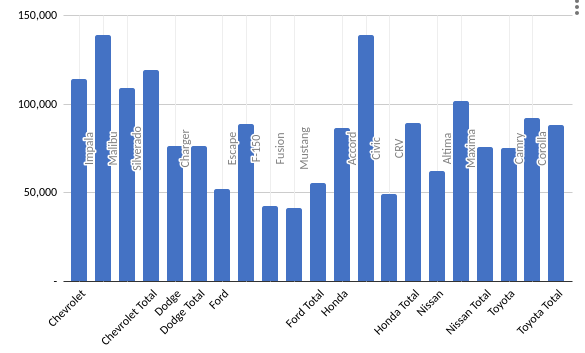 150,000
100,000
50,000
-
Impala
Malibu
Silverado
Charger
Escape
F-150
Fusion
Mustang
Accord
Civic
CRV
Altima
Maxima
Camry
Corolla
Chevrolet
Chevrolet Total
Dodge
Dodge Total
Ford
Ford Total
Honda
Honda Total
Nissan
Nissan Total
Toyota
Toyota Total